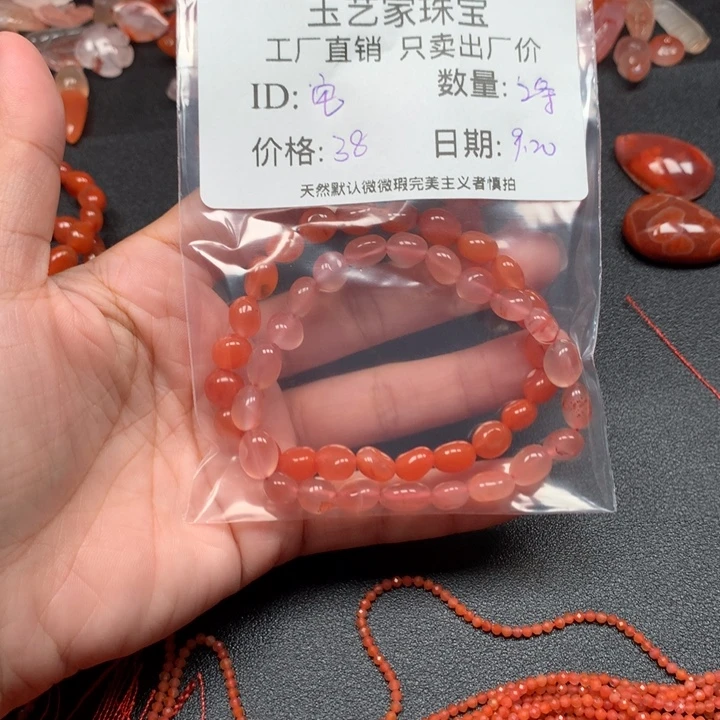 玉艺家珠宝
工厂直销 只卖出厂价
ID: 数量:
价格: 38 日期: 9.20
天然默认微微瑕完美主义者慎拍